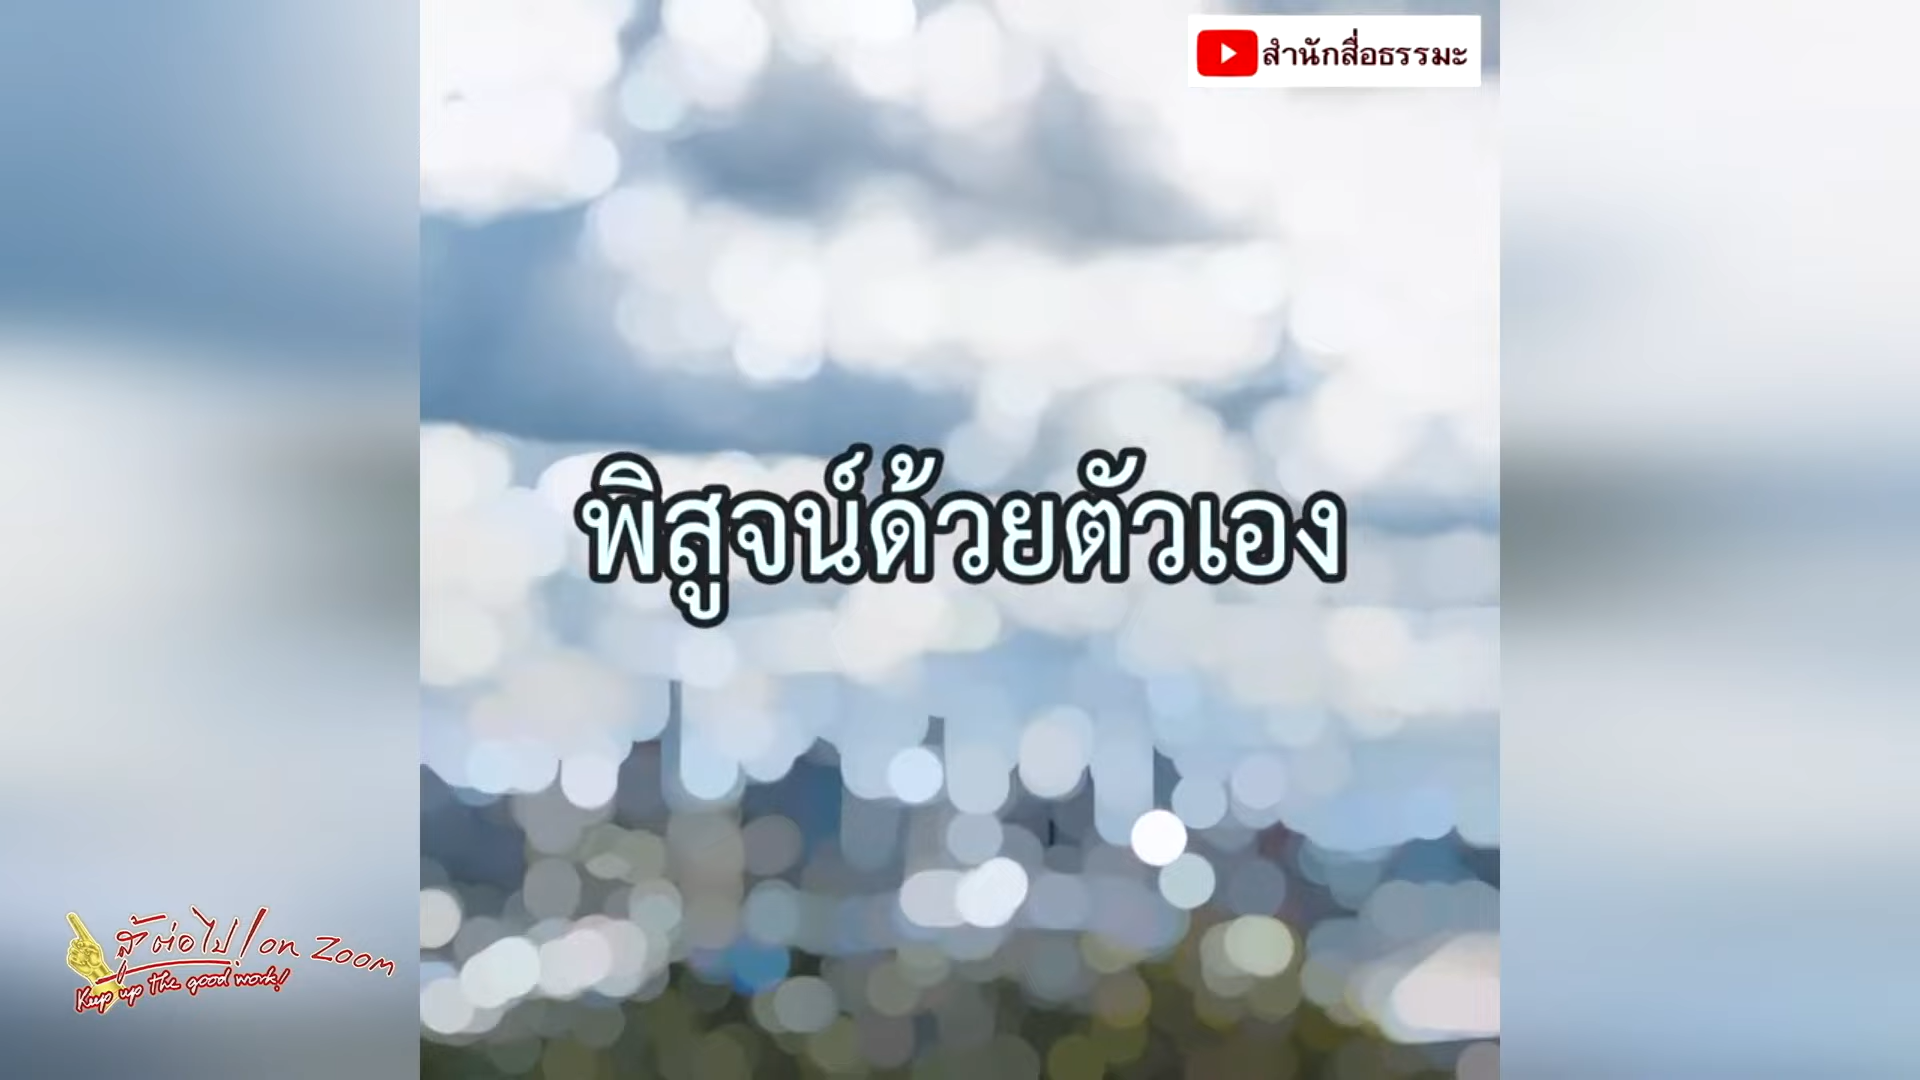 สำนักสื่อธรรมะ
พิสูจน์ด้วยตัวเอง
สู้ต่อไป! on Zoom
Keep up the good work!